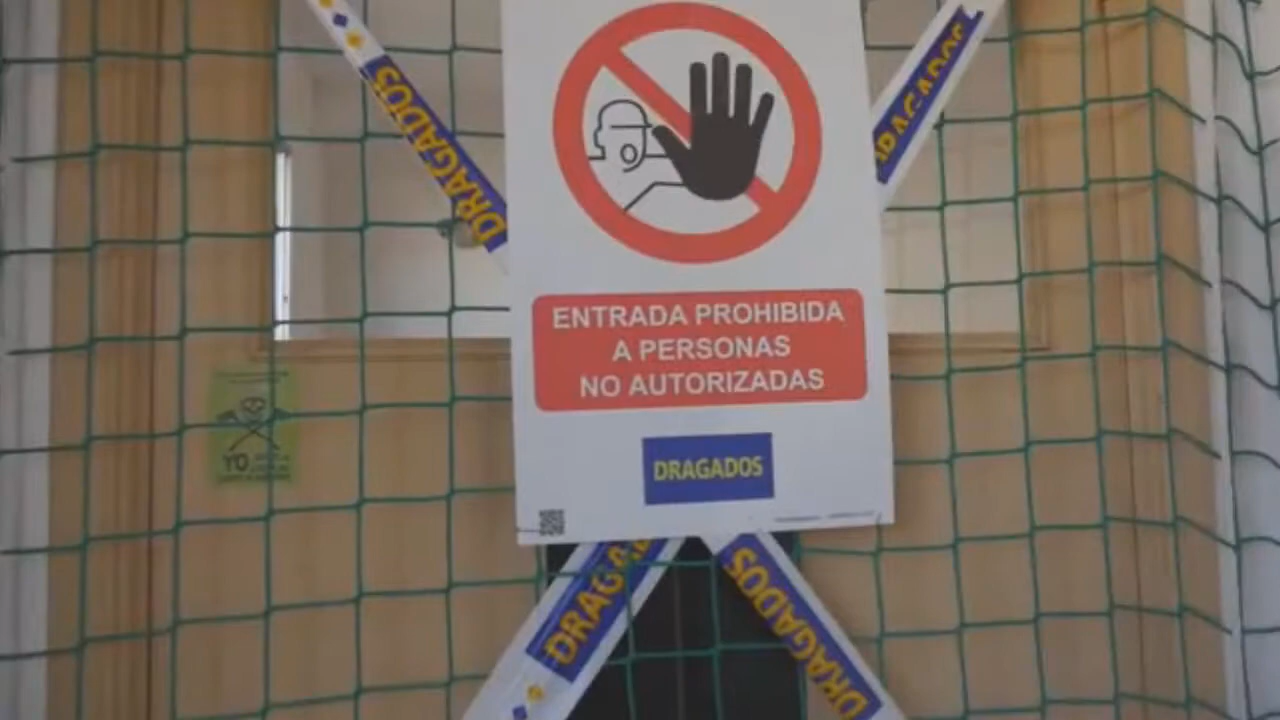 DRAGADOS
DRAGADOS
ENTRADA PROHIBIDA
A PERSONAS
NO AUTORIZADAS
DRAGADOS
YO
DRAGADOS
DRAGADOS